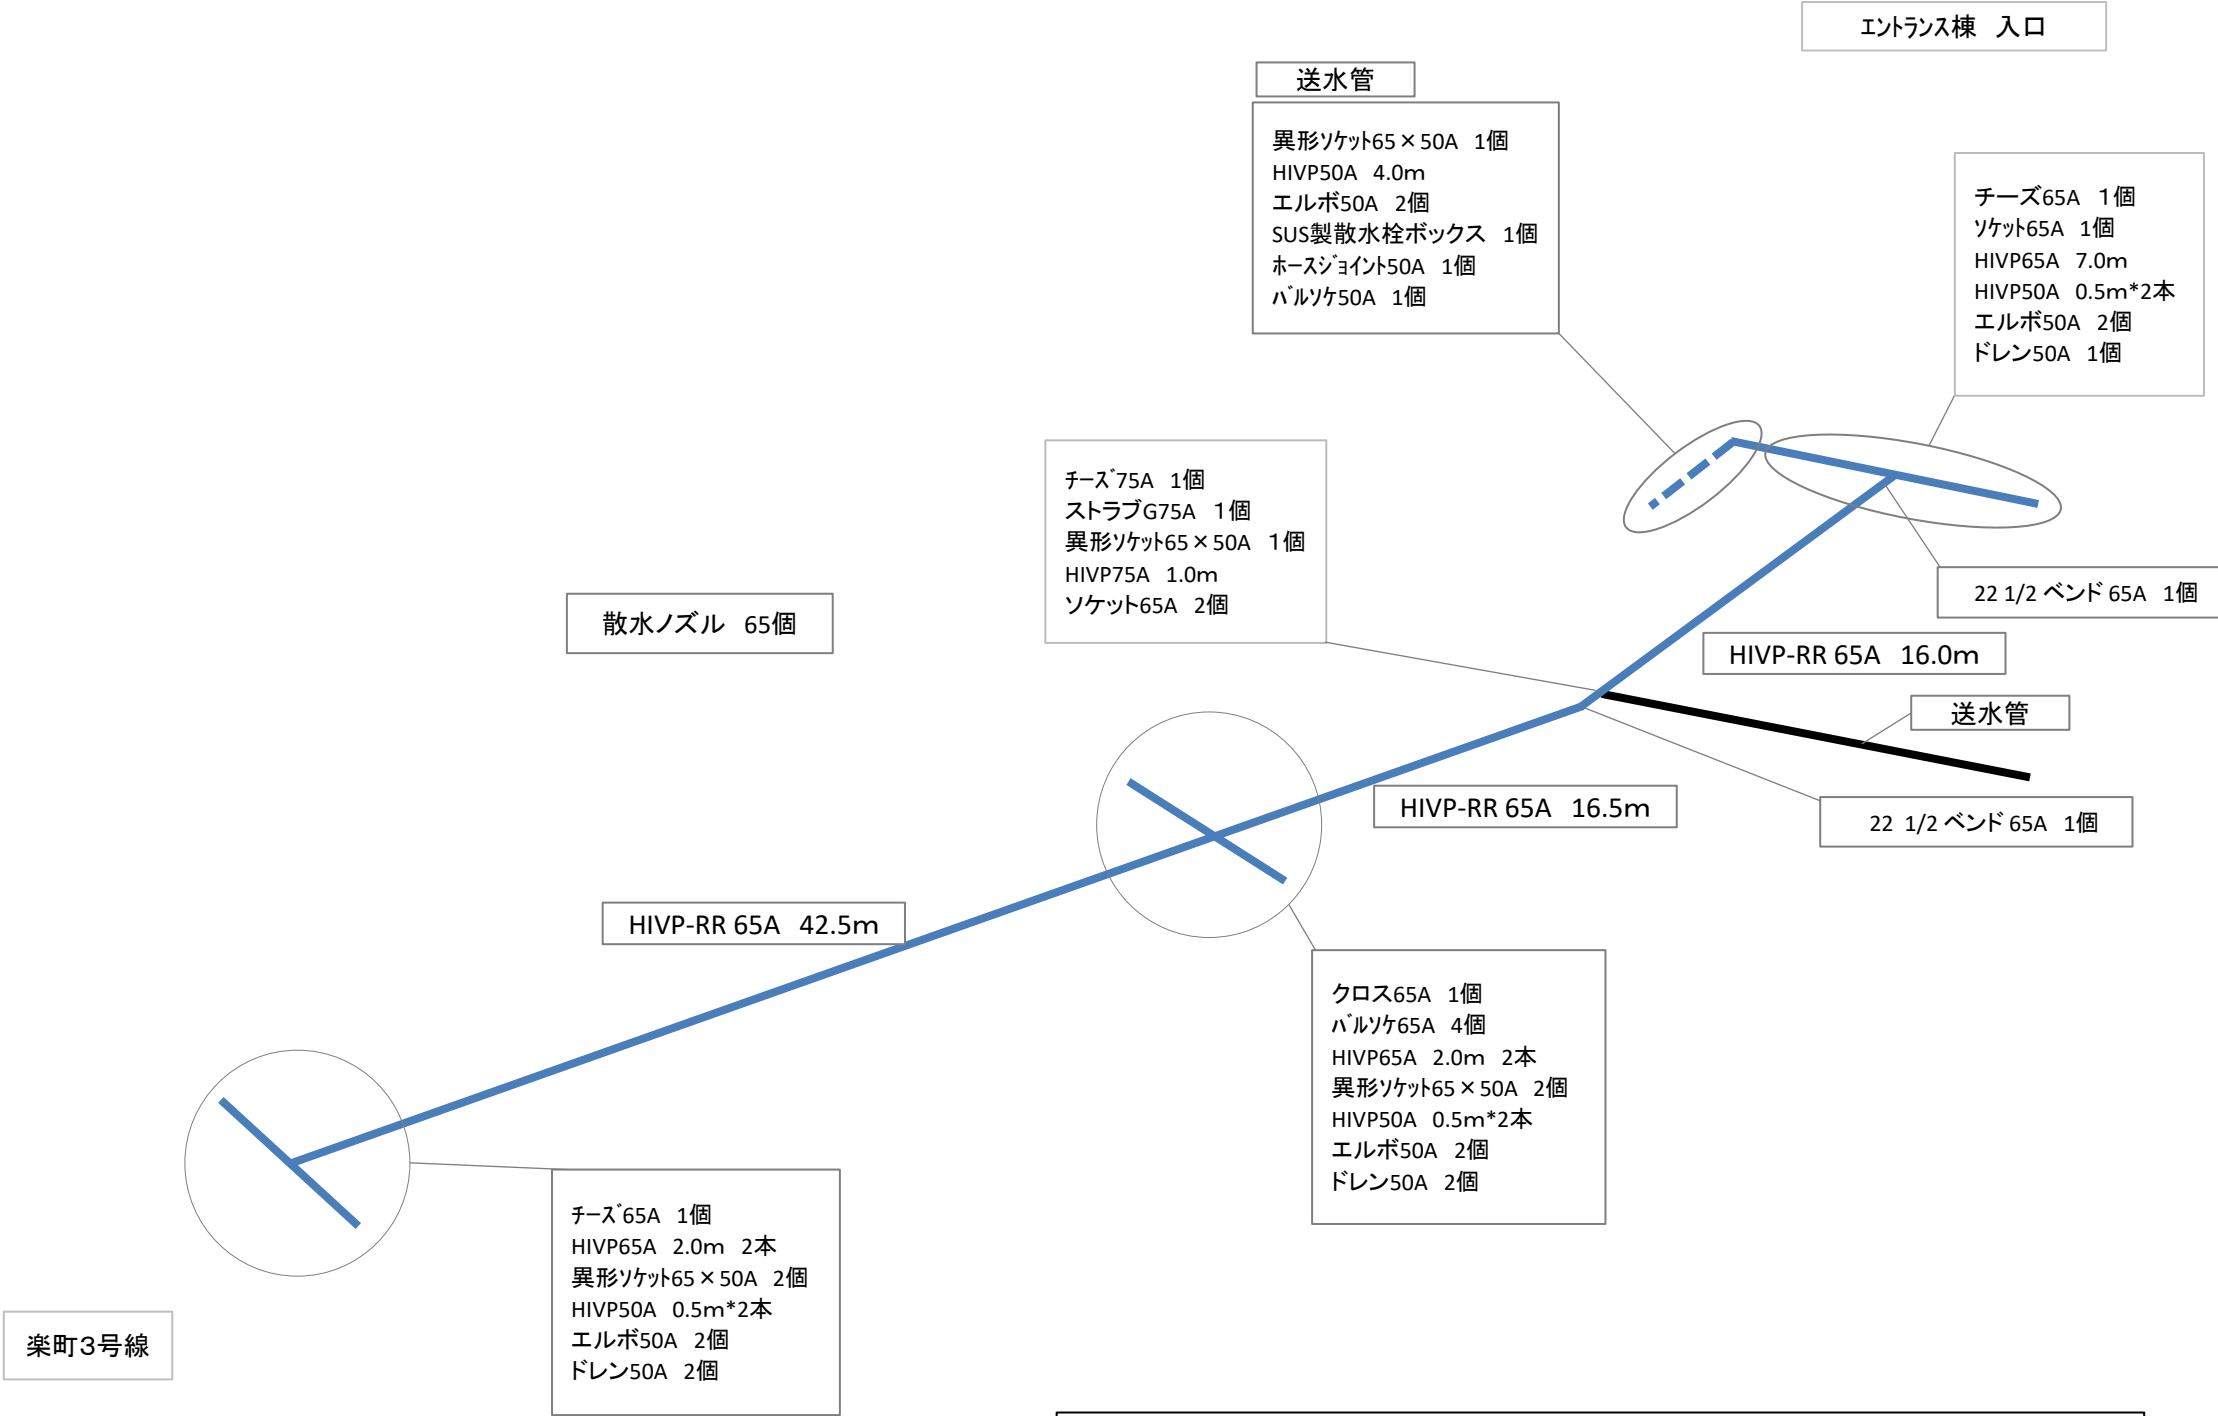 エントランス棟　入口
送水管
異形ｿｹｯﾄ65×50A　1個
HIVP50A　4.0ｍ
エルボ50A　2個
SUS製散水栓ボックス　1個
ﾎｰｽｼﾞｮｲﾝﾄ50A　1個
ﾊﾞﾙｿｹ50A　1個
チーズ65A　１個
ｿｹｯﾄ65A　1個
HIVP65A　7.0ｍ
HIVP50A　0.5ｍ*2本
エルボ50A　2個
ドレン50A　1個
ﾁｰｽﾞ75A　1個
ストラブG75A　１個
異形ｿｹｯﾄ65×50A　1個
HIVP75A　1.0ｍ
ソケット65A　2個
22 1/2 ベンド 65A　1個
散水ノズル　65個
HIVP-RR 65A　16.0ｍ
送水管
HIVP-RR 65A　16.5ｍ
22 1/2 ベンド 65A　1個
HIVP-RR 65A　42.5ｍ
クロス65A　1個
ﾊﾞﾙｿｹ65A　4個
HIVP65A　2.0ｍ　2本
異形ｿｹｯﾄ65×50A　2個
HIVP50A　0.5ｍ*2本
エルボ50A　2個
ドレン50A　2個
ﾁｰｽﾞ65A　1個
HIVP65A　2.0ｍ　2本
異形ｿｹｯﾄ65×50A　2個
HIVP50A　0.5ｍ*2本
エルボ50A　2個
ドレン50A　2個
楽町３号線